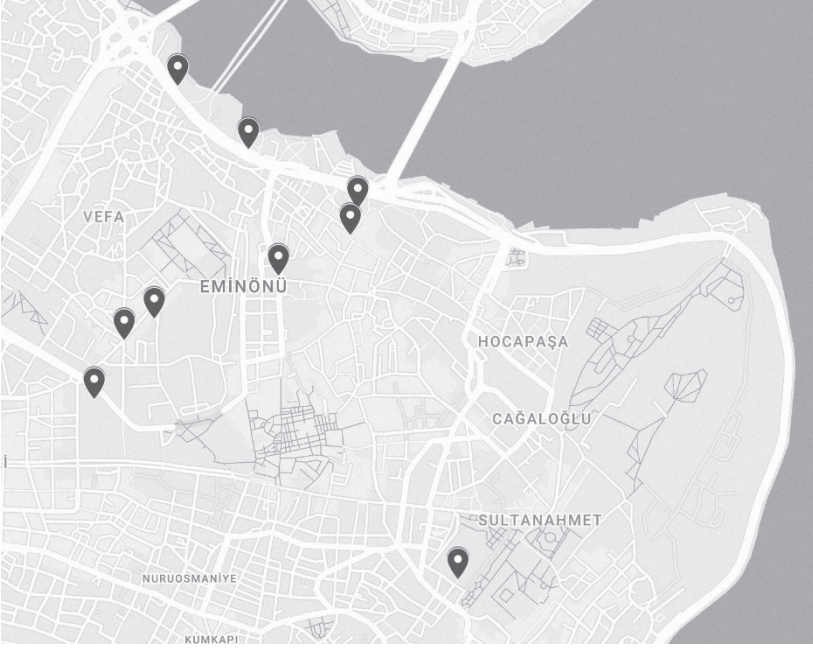 VEFA
EMİNÖNÜ
HOCAPAŞA
CAĞALOĞLU
İ
SULTANAHMET
NURUOSMANİYE
KUMKAPI